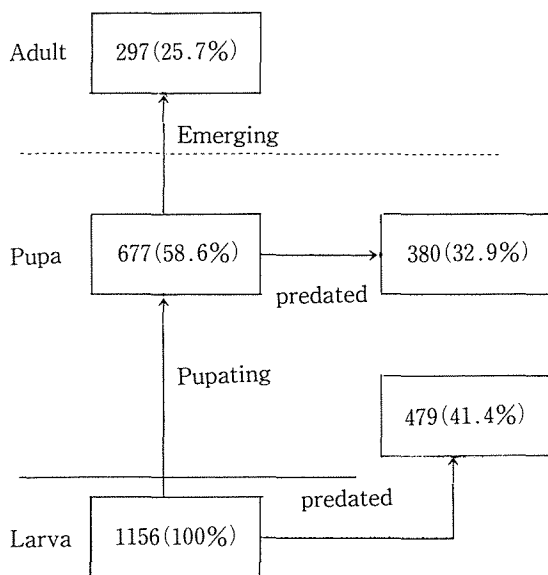 Adult 297(25.7%)
Emerging
Pupa 677(58.6%) 380(32.9%)
predated
Pupating
479(41.4%)
predated
Larva 1156(100%)